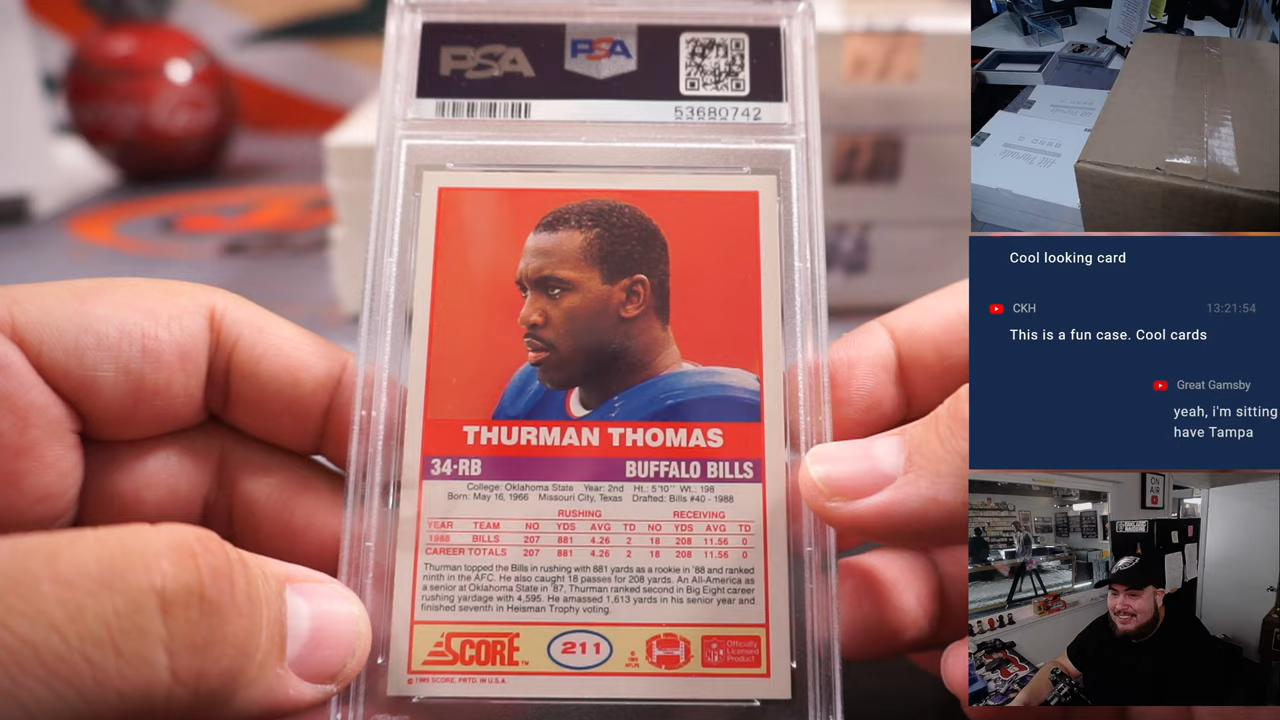 PSA
PSA
53680742
THURMAN THOMAS
34-RB BUFFALO BILLS
College: Oklahoma State Year: 2nd Ht.: 5'10" Wt.: 198
Born: May 16, 1966 Missouri City, Texas Drafted: Bills #40 - 1988
RUSHING RECEIVING
YEAR TEAM NO YDS AVG TD NO YDS AVG TD
1988 BILLS 207 881 4.26 2 18 208 11.56 0
CAREER TOTALS 207 881 4.26 2 18 208 11.56 0
Thurman topped the Bills in rushing with 881 yards as a rookie in '88 and ranked
ninth in the AFC. He also caught 18 passes for 208 yards. An All-America as
a senior at Oklahoma State in '87, Thurman ranked second in Big Eight career
rushing yardage with 4,595. He amassed 1,613 yards in his senior year and
finished seventh in Heisman Trophy voting.
SCORE™ 211
NFL Officially
Licensed
Product
© 1989 SCORE, PRTD. IN U.S.A.
Cool looking card
CKH 13:21:54
This is a fun case. Cool cards
Great Gamsby
yeah, i'm sitting
have Tampa
ON
AIR